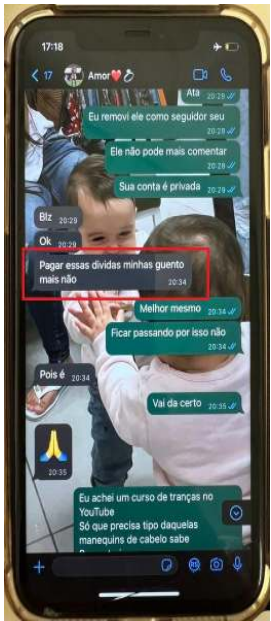 17:18
17
Amor
Ata 20:28
Eu removi ele como seguidor seu
20:28
Ele não pode mais comentar
20:28
Sua conta é privada 20:29
Blz 20:29
Ok 20:29
Pagar essas dividas minhas guento
mais não
20:34
Melhor mesmo 20:34
Ficar passando por isso não
20:34
Pois é 20:34
Vai da certo 20:35
20:35
Eu achei um curso de tranças no
YouTube
Só que precisa tipo daquelas
manequins de cabelo sabe